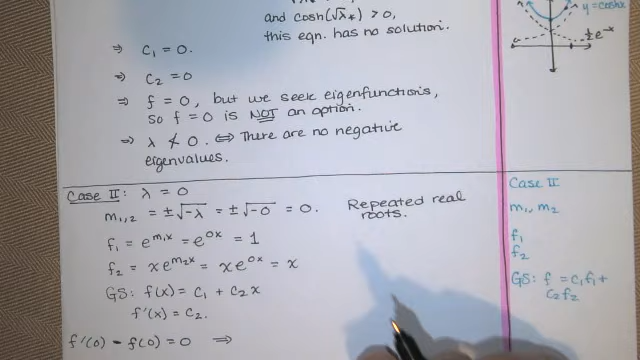 and cosh(√λ*) > 0,
this eqn. has no solution.
⇒ C₁ = 0.
⇒ C₂ = 0
⇒ f = 0, but we seek eigenfunctions,
so f = 0 is NOT an option.
⇒ λ ≮ 0. ⇔ There are no negative
eigenvalues.
y = coshx
½e⁻ˣ
Case II: λ = 0
m₁,₂ = ±√-λ = ±√-0 = 0. Repeated real
roots.
f₁ = e^m₁x = e^0x = 1
f₂ = xe^m₂x = xe^0x = x
GS: f(x) = C₁ + C₂x
f'(x) = C₂.
f'(0) - f(0) = 0 ⇒
Case II
m₁, m₂
f₁
f₂
GS: f = C₁f₁ +
C₂f₂